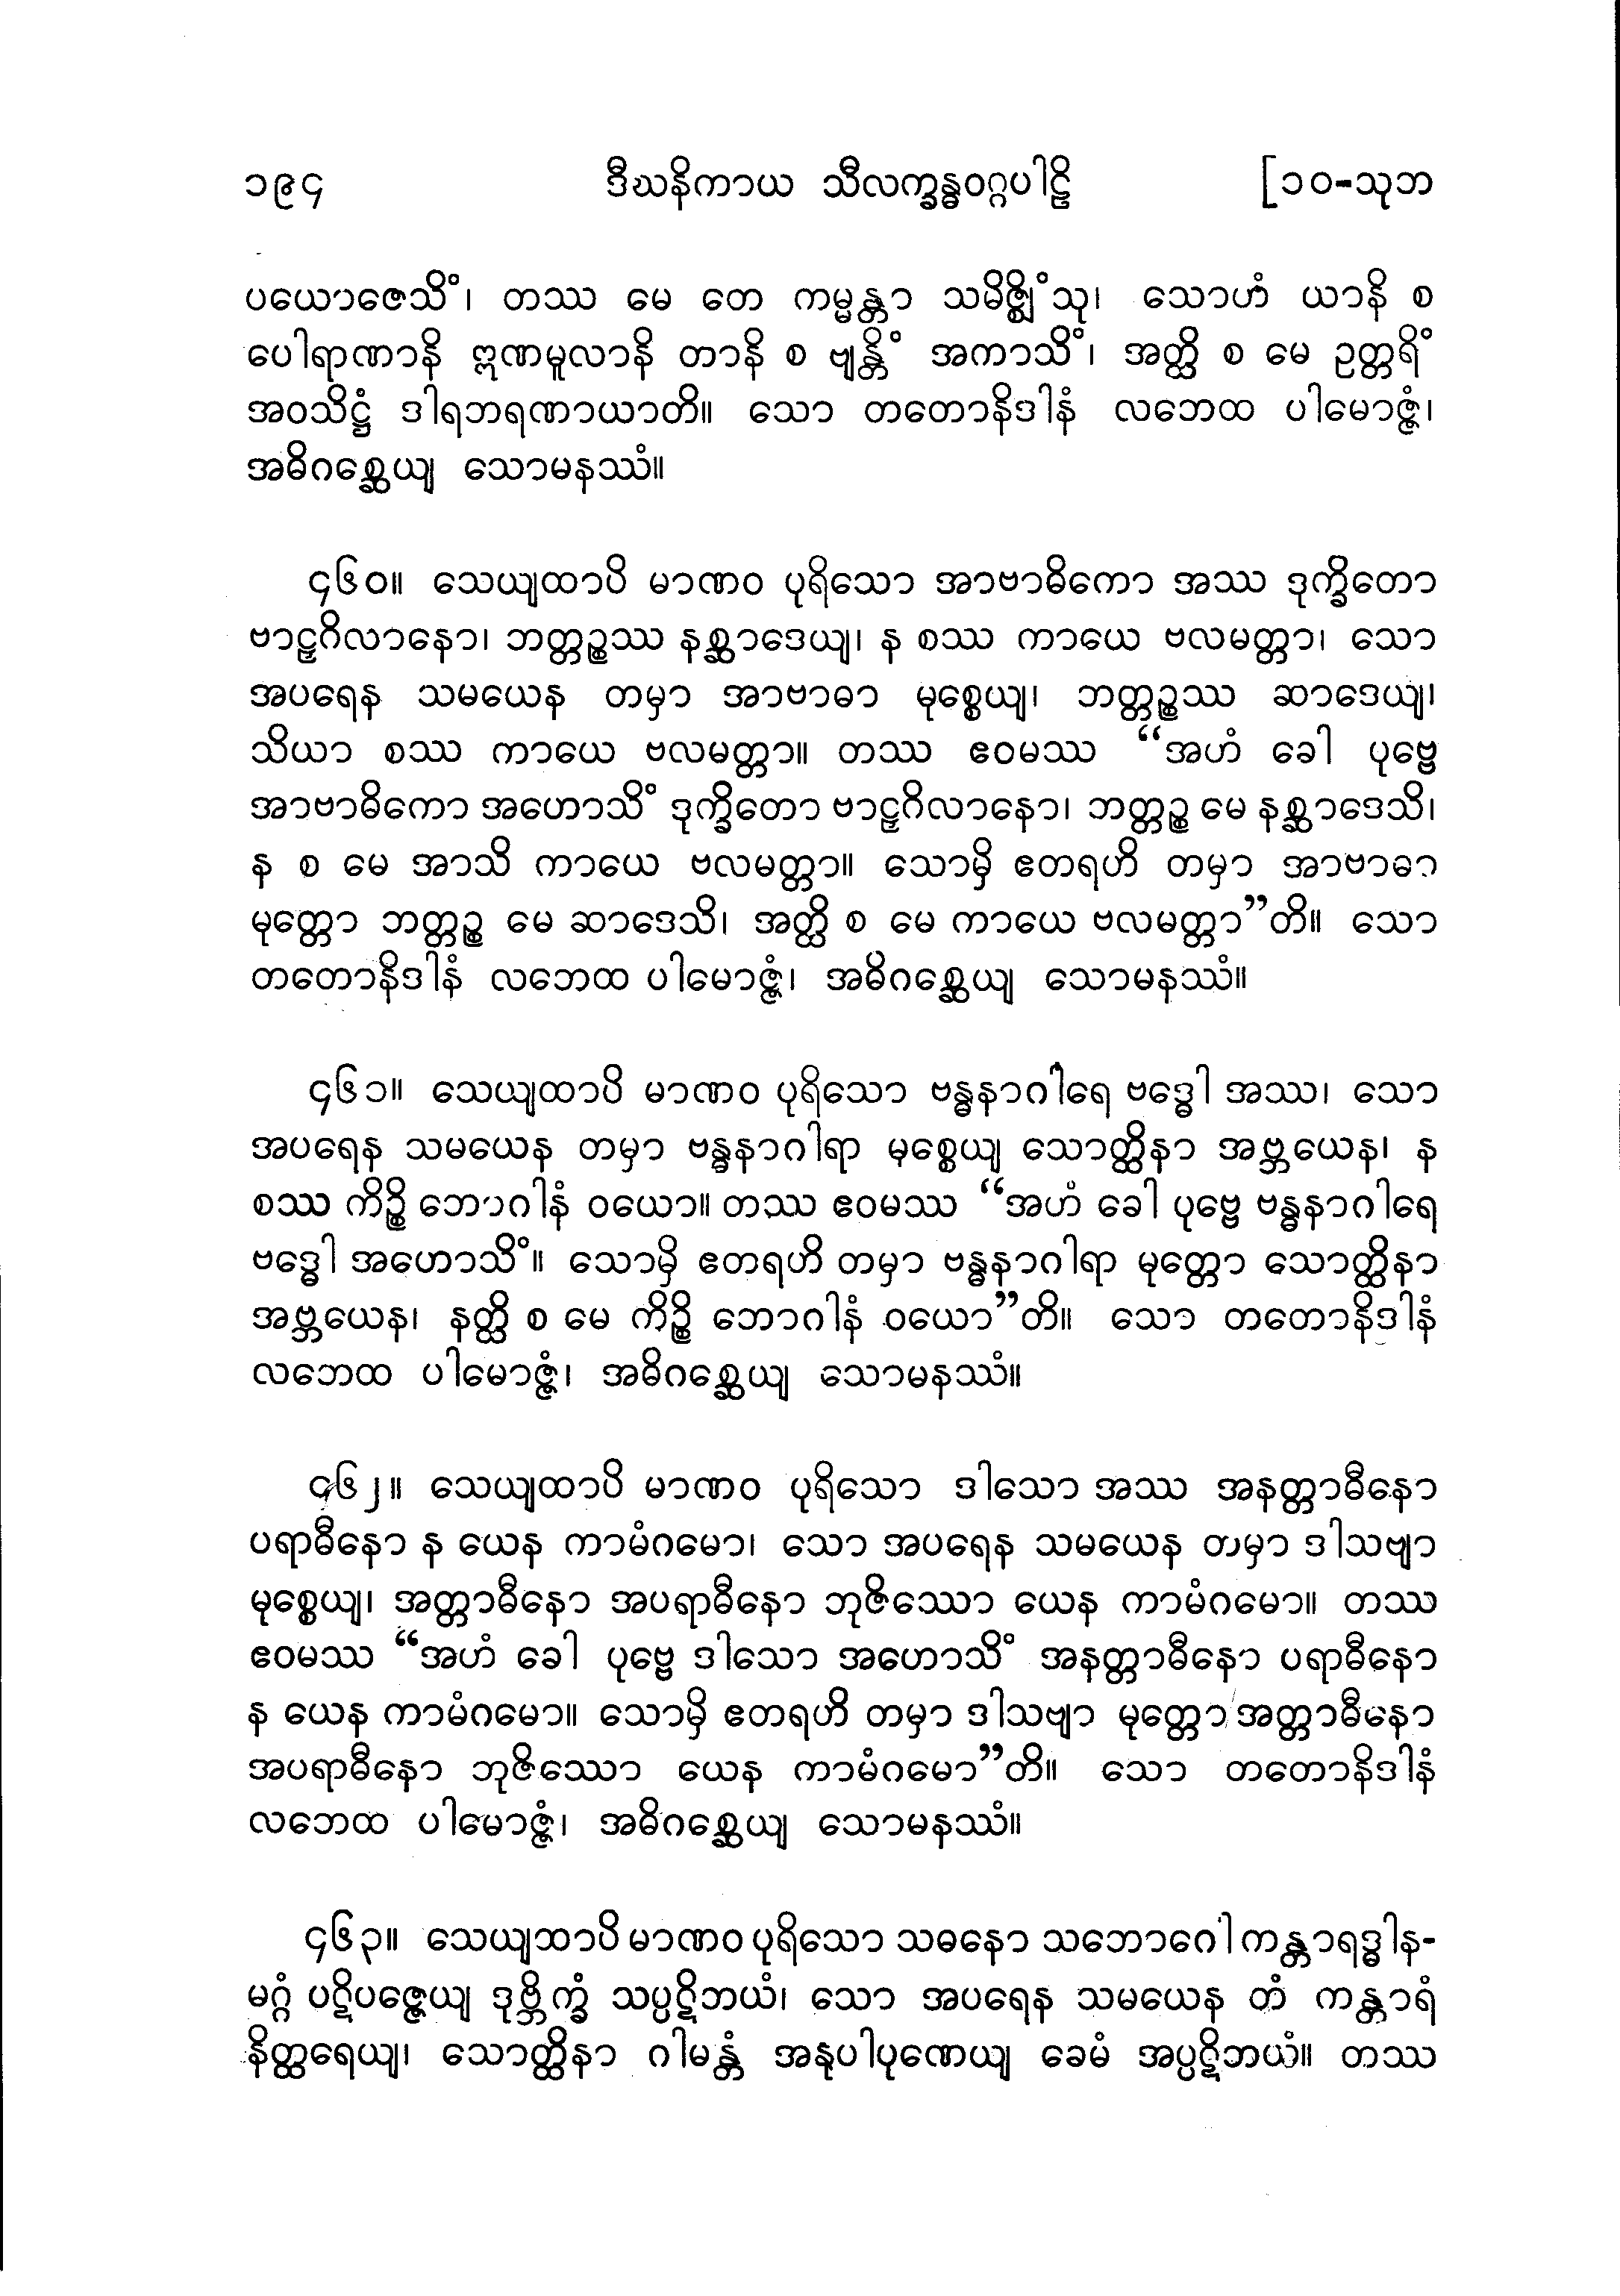 ၁၉၄ ဒီဃနိကာယ သီလက္ခန္ဓဝဂ္ဂပါဠိ [၁၀-သုဘ
ပယောဇေသိံ၊ တဿ မေ တေ ကမ္မန္တာ သမိဇ္ဈိံသု၊ သောဟံ ယာနိ စ
ပေါရာဏာနိ ဣဏမူလာနိ တာနိ စ ဗျန္တိံ အကာသိံ၊ အတ္ထိ စ မေ ဥတ္တရိံ
အဝသိဋ္ဌံ ဒါရဘရဏာယာတိ။ သော တတောနိဒါနံ လဘေထ ပါမောဇ္ဇံ၊
အဓိဂစ္ဆေယျ သောမနဿံ။
၄၆၀။ သေယျထာပိ မာဏဝ ပုရိသော အာဗာဓိကော အဿ ဒုက္ခိတော
ဗာဠှဂိလာနော၊ ဘတ္တဉ္စဿ နစ္ဆာဒေယျ၊ န စဿ ကာယေ ဗလမတ္တာ၊ သော
အပရေန သမယေန တမှာ အာဗာဓာ မုစ္စေယျ၊ ဘတ္တဉ္စဿ ဆာဒေယျ၊
သိယာ စဿ ကာယေ ဗလမတ္တာ။ တဿ ဧဝမဿ “အဟံ ခေါ ပုဗ္ဗေ
အာဗာဓိကော အဟောသိံ ဒုက္ခိတော ဗာဠှဂိလာနော၊ ဘတ္တဉ္စ မေ နစ္ဆာဒေသိ၊
န စ မေ အာသိ ကာယေ ဗလမတ္တာ။ သောမှိ ဧတရဟိ တမှာ အာဗာဓာ
မုတ္တော ဘတ္တဉ္စ မေ ဆာဒေသိ၊ အတ္ထိ စ မေ ကာယေ ဗလမတ္တာ”တိ။ သော
တတောနိဒါနံ လဘေထ ပါမောဇ္ဇံ၊ အဓိဂစ္ဆေယျ သောမနဿံ။
၄၆၁။ သေယျထာပိ မာဏဝ ပုရိသော ဗန္ဓနာဂါရေ ဗဒ္ဓေါ အဿ၊ သော
အပရေန သမယေန တမှာ ဗန္ဓနာဂါရာ မုစ္စေယျ သောတ္ထိနာ အဗ္ဘယေန၊ န
စဿ ကိဉ္စိ ဘောဂါနံ ဝယော။ တဿ ဧဝမဿ “အဟံ ခေါ ပုဗ္ဗေ ဗန္ဓနာဂါရေ
ဗဒ္ဓေါ အဟောသိံ။ သောမှိ ဧတရဟိ တမှာ ဗန္ဓနာဂါရာ မုတ္တော သောတ္ထိနာ
အဗ္ဘယေန၊ နတ္ထိ စ မေ ကိဉ္စိ ဘောဂါနံ ဝယော”တိ။ သော တတောနိဒါနံ
လဘေထ ပါမောဇ္ဇံ၊ အဓိဂစ္ဆေယျ သောမနဿံ။
၄၆၂။ သေယျထာပိ မာဏဝ ပုရိသော ဒါသော အဿ အနတ္တာဓီနော
ပရာဓီနော န ယေန ကာမံဂမော၊ သော အပရေန သမယေန တမှာ ဒါသဗျာ
မုစ္စေယျ၊ အတ္တာဓီနော အပရာဓီနော ဘုဇိဿော ယေန ကာမံဂမော။ တဿ
ဧဝမဿ “အဟံ ခေါ ပုဗ္ဗေ ဒါသော အဟောသိံ အနတ္တာဓီနော ပရာဓီနော
န ယေန ကာမံဂမော။ သောမှိ ဧတရဟိ တမှာ ဒါသဗျာ မုတ္တော အတ္တာဓီနော
အပရာဓီနော ဘုဇိဿော ယေန ကာမံဂမော”တိ။ သော တတောနိဒါနံ
လဘေထ ပါမောဇ္ဇံ၊ အဓိဂစ္ဆေယျ သောမနဿံ။
၄၆၃။ သေယျထာပိ မာဏဝ ပုရိသော သဓနော သဘောဂေါ ကန္တာရဒ္ဓါန-
မဂ္ဂံ ပဋိပဇ္ဇေယျ ဒုဗ္ဘိက္ခံ သပ္ပဋိဘယံ၊ သော အပရေန သမယေန တံ ကန္တာရံ
နိတ္ထရေယျ၊ သောတ္ထိနာ ဂါမန္တံ အနုပါပုဏေယျ ခေမံ အပ္ပဋိဘယံ။ တဿ